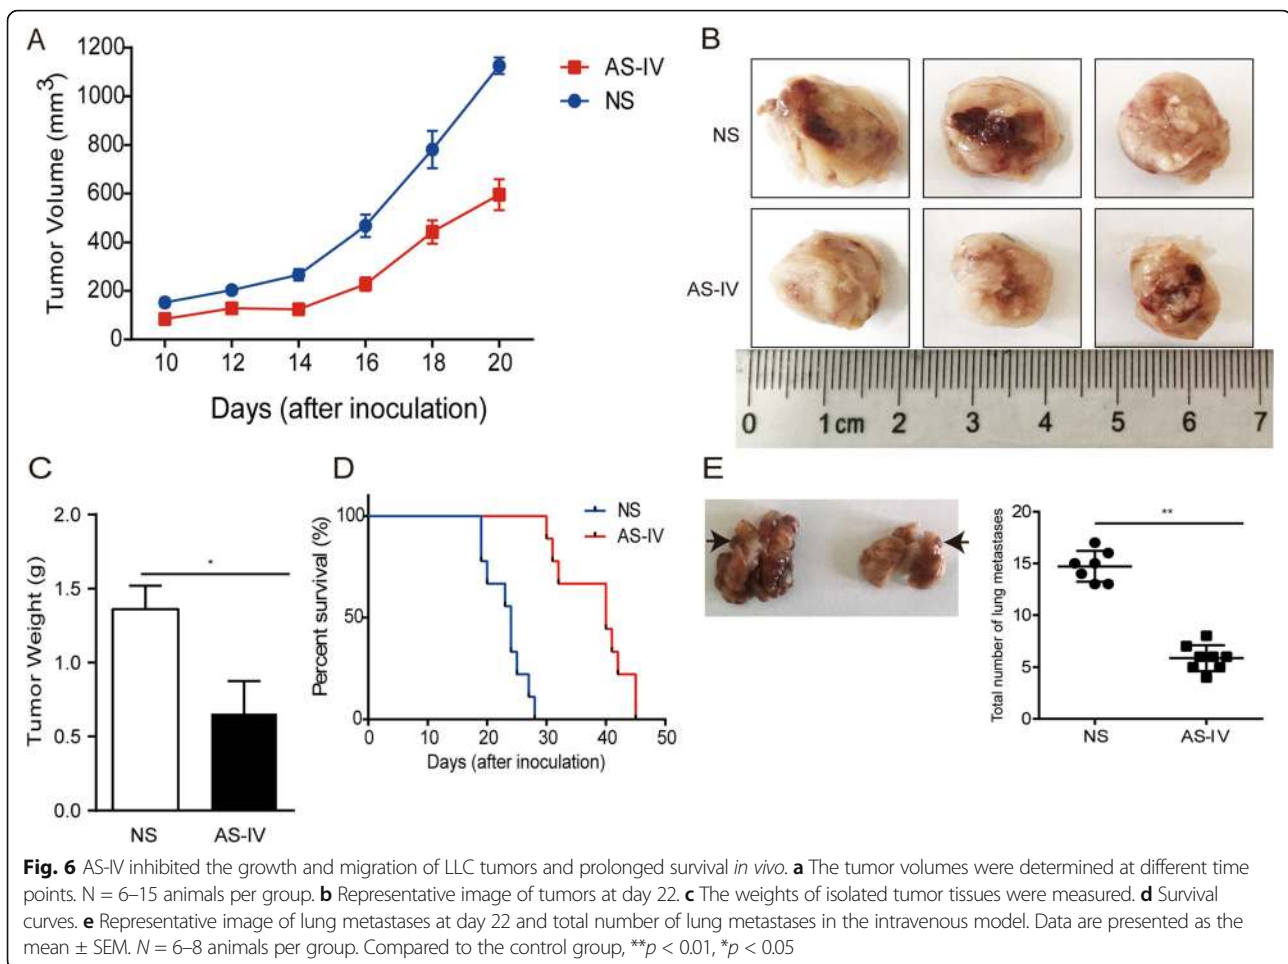 A
Tumor Volume (mm3)
1200
1000
800
600
400
200
0
10 12 14 16 18 20
Days (after inoculation)
AS-IV
NS
B
NS
AS-IV
0 1cm 2 3 4 5 6 7
C
Tumor Weight (g)
2.0
1.5
1.0
0.5
0.0
*
NS AS-IV
D
Percent survival (%)
100
50
0
0 10 20 30 40 50
Days (after inoculation)
NS
AS-IV
E
Total number of lung metastases
20
15
10
5
0
**
NS AS-IV
Fig. 6 AS-IV inhibited the growth and migration of LLC tumors and prolonged survival in vivo. a The tumor volumes were determined at different time
points. N = 6–15 animals per group. b Representative image of tumors at day 22. c The weights of isolated tumor tissues were measured. d Survival
curves. e Representative image of lung metastases at day 22 and total number of lung metastases in the intravenous model. Data are presented as the
mean ± SEM. N = 6–8 animals per group. Compared to the control group, **p < 0.01, *p < 0.05